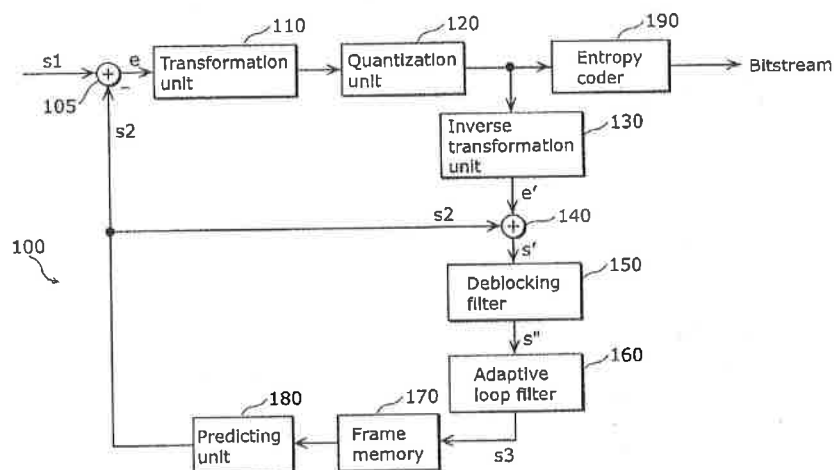 110
120
190
s1
e
Transformation
unit
Quantization
unit
Entropy
coder
Bitstream
105
−
s2
130
Inverse
transformation
unit
e′
s2
140
100
s′
150
Deblocking
filter
s″
160
Adaptive
loop filter
180
170
Predicting
unit
Frame
memory
s3